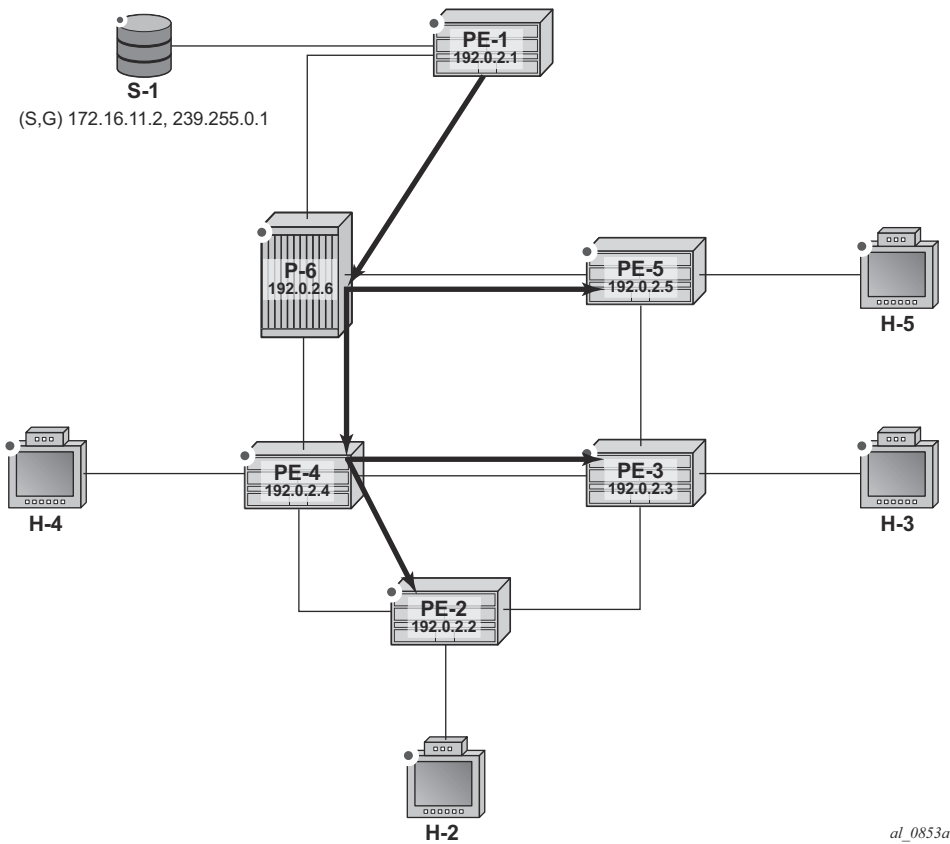 PE-1
192.0.2.1
S-1
(S,G) 172.16.11.2, 239.255.0.1
P-6
192.0.2.6
PE-5
192.0.2.5
H-5
PE-4
192.0.2.4
PE-3
192.0.2.3
H-4
H-3
PE-2
192.0.2.2
H-2
al_0853a